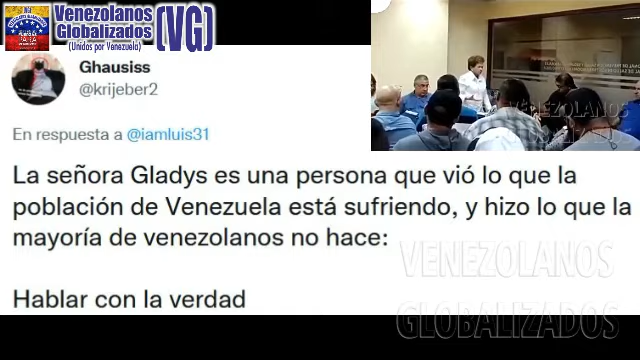 Venezolanos
Globalizados
(Unidos por Venezuela)
(VG)
Ghausiss
@krijeber2
En respuesta a @iamluis31
La señora Gladys es una persona que vió lo que la
población de Venezuela está sufriendo, y hizo lo que la
mayoría de venezolanos no hace:
Hablar con la verdad
VENEZOLANOS
GLOBALIZADOS
VENEZOLANOS
GLOBALIZADOS